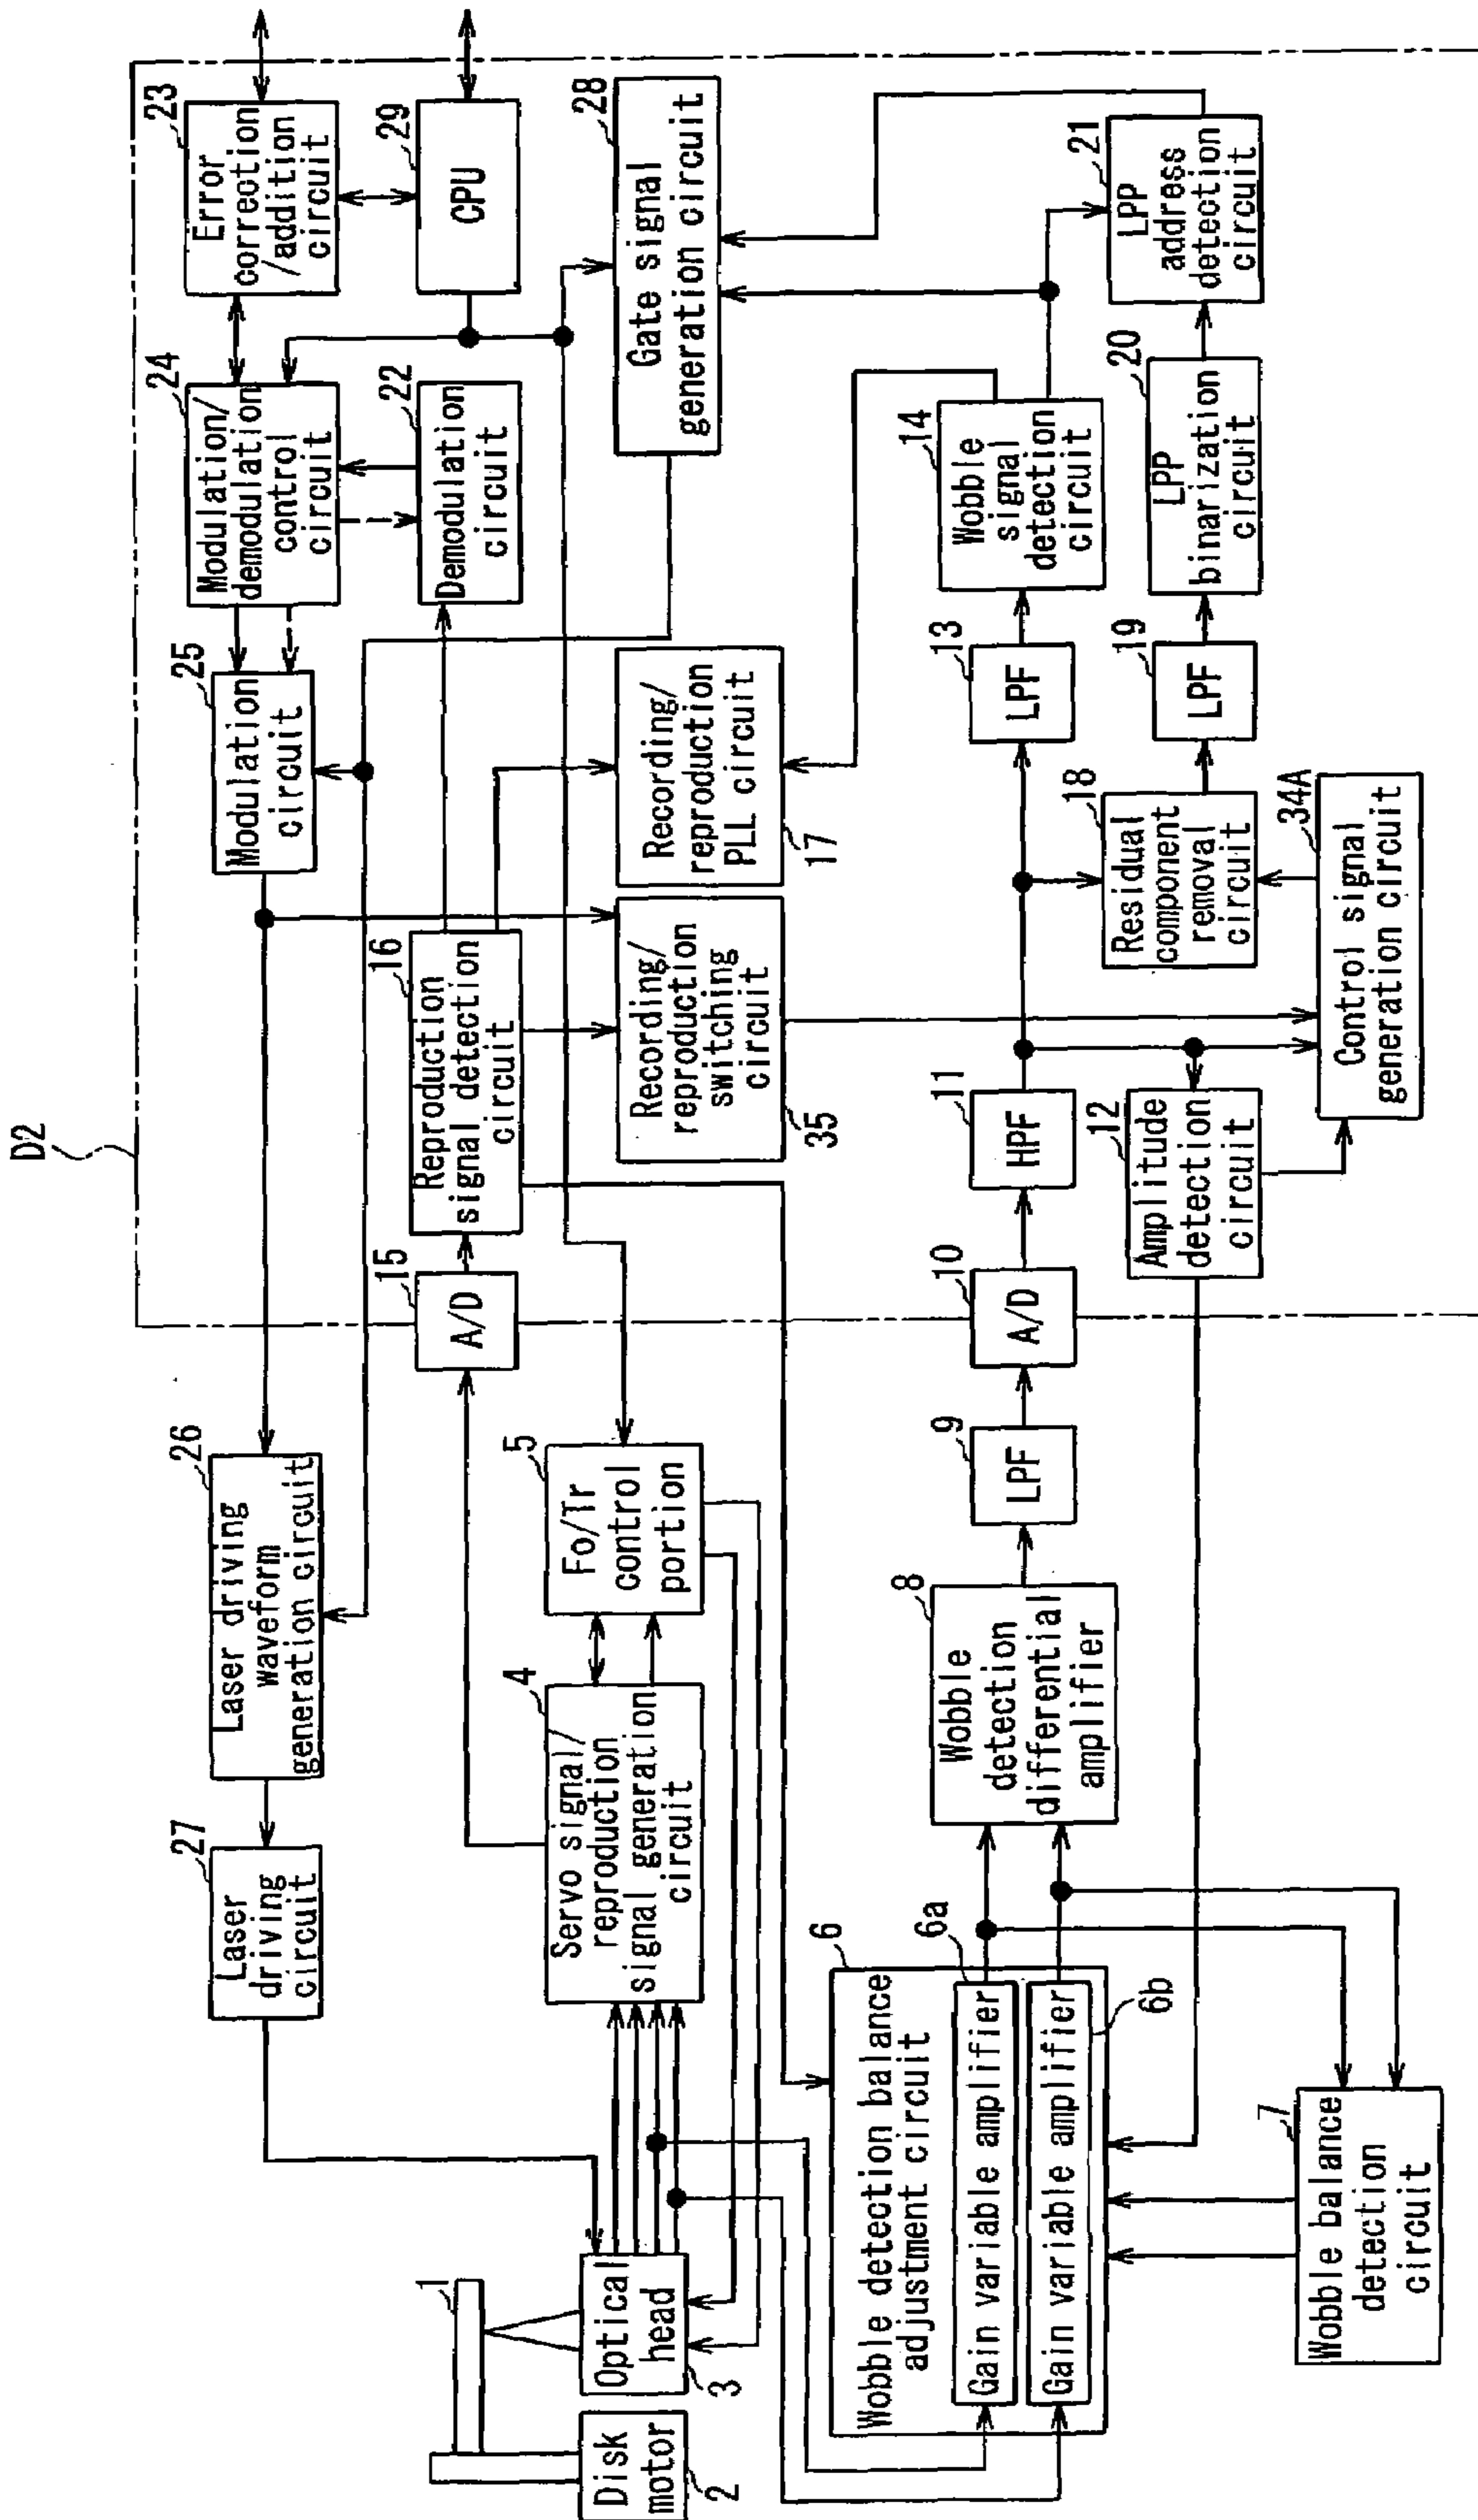 D2
23
Error
correction
/addition
circuit
29
CPU
28
Gate signal
generation circuit
21
LPP
address
detection
circuit
24
Modulation/
demodulation
control
circuit
22
Demodulation
circuit
14
Wobble
signal
detection
circuit
20
LPP
binarization
circuit
25
Modulation
circuit
Recording/
reproduction
PLL circuit
17
13
LPF
19
LPF
16
Reproduction
signal detection
circuit
Recording/
reproduction
switching
circuit
35
18
Residual
component
removal
circuit
34A
Control signal
generation circuit
15
A/D
11
HPF
10
A/D
12
Amplitude
detection
circuit
26
Laser driving
waveform
generation circuit
5
Fo/Tr
control
portion
9
LPF
27
Laser
driving
circuit
4
Servo signal/
reproduction
signal generation
circuit
8
Wobble
detection
differential
amplifier
1
Optical
head
3
Disk
motor
2
6
Wobble detection balance
adjustment circuit
6a
Gain variable amplifier
Gain variable amplifier
6b
7
Wobble balance
detection
circuit